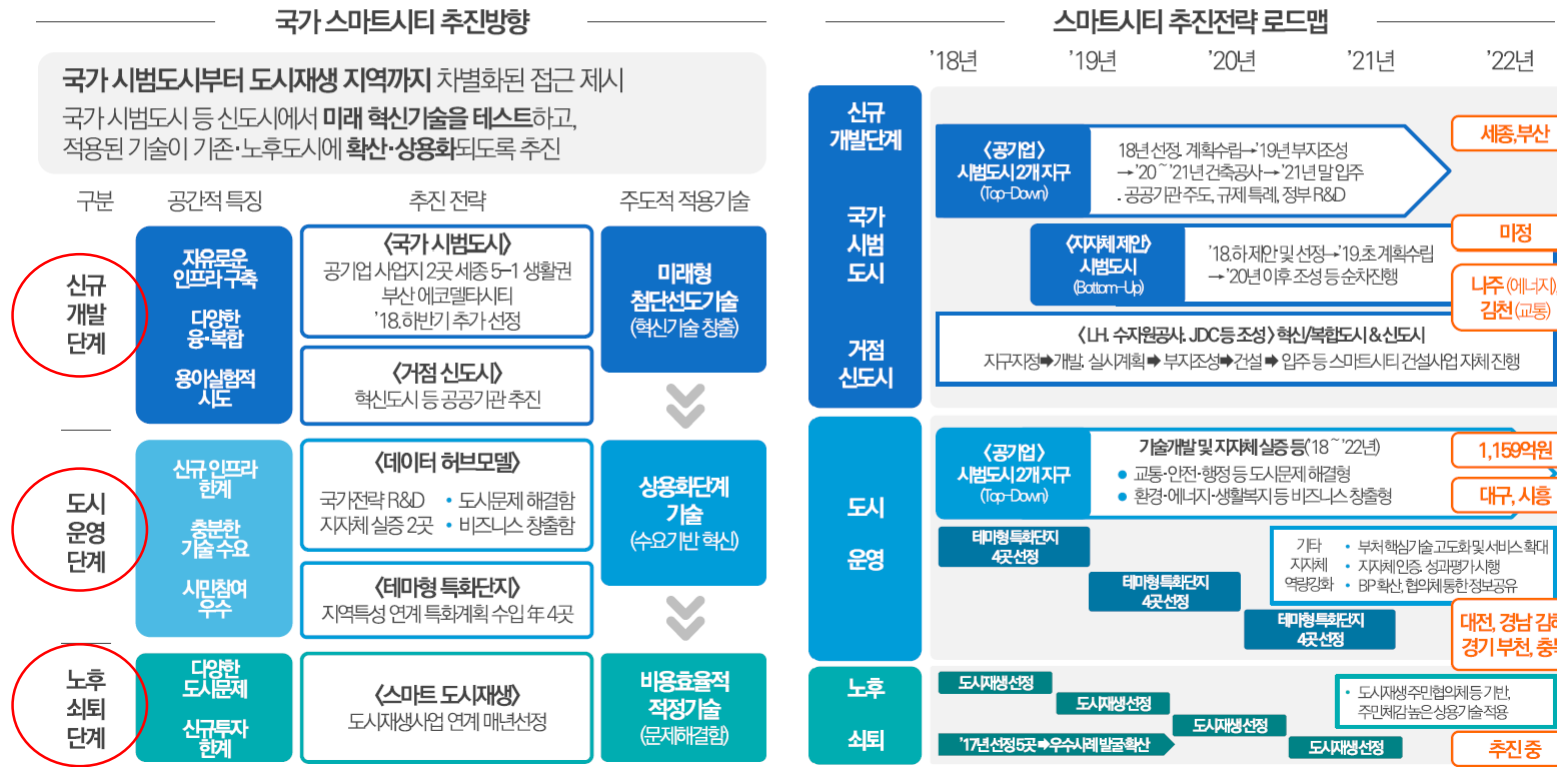 국가 스마트시티 추진방향
국가 시범도시부터 도시재생 지역까지 차별화된 접근 제시
국가 시범도시 등 신도시에서 미래 혁신기술을 테스트하고,
적용된 기술이 기존·노후도시에 확산·상용화되도록 추진
구분
공간적 특징
추진 전략
주도적 적용기술
신규
개발
단계
자유로운
인프라 구축
다양한
융·복합
용이실험적
시도
〈국가 시범도시〉
공기업 사업지 2곳 세종 5-1 생활권
부산 에코델타시티
'18.하반기 추가 선정
〈거점 신도시〉
혁신도시 등 공공기관 추진
미래형
첨단선도기술
(혁신기술 창출)
도시
운영
단계
신규 인프라
한계
충분한
기술 수요
시민참여
우수
〈데이터 허브모델〉
국가전략 R&D
지자체 실증 2곳
• 도시문제 해결함
• 비즈니스 창출함
〈테마형 특화단지〉
지역특성 연계 특화계획 수입 年 4곳
상용화단계
기술
(수요기반 혁신)
노후
쇠퇴
단계
다양한
도시문제
신규투자
한계
〈스마트 도시재생〉
도시재생사업 연계 매년선정
비용효율적
적정기술
(문제해결함)
스마트시티 추진전략 로드맵
'18년
'19년
'20년
'21년
'22년
신규
개발단계
국가
시범
도시
거점
신도시
〈공기업〉
시범도시 2개 지구
(Top-Down)
18년 선정. 계획수립→'19년 부지조성
→'20~'21년 건축공사→'21년 말 입주
. 공공기관 주도, 규제 특례, 정부 R&D
세종,부산
〈지자체 제안〉
시범도시
(Bottom-Up)
'18.하 제안 및 선정→'19.초 계획수립
→'20년 이후 조성 등 순차진행
미정
나주 (에너지),
김천 (교통)
〈LH. 수자원공사. JDC 등 조성〉 혁신/복합도시 & 신도시
지구지정➡개발. 실시계획➡ 부지조성➡건설 ➡ 입주 등 스마트시티 건설사업 자체 진행
도시
운영
〈공기업〉
시범도시 2개 지구
(Top-Down)
기술개발 및 지자체 실증 등('18~'22년)
● 교통·안전·행정 등 도시문제 해결형
● 환경·에너지·생활복지 등 비즈니스 창출형
1,159억원
대구, 시흥
테마형 특화단지
4곳 선정
테마형 특화단지
4곳 선정
테마형 특화단지
4곳 선정
기타
지자체
역량강화
• 부처 핵심기술 고도화 및 서비스 확대
• 지자체 인증. 성과평가 시행
• BP 확산, 협의체 통한 정보공유
대전, 경남 김해
경기 부천, 충북
노후
쇠퇴
도시재생 선정
도시재생 선정
도시재생 선정
도시재생 선정
'17년 선정 5곳 ➡우수사례 발굴 확산
• 도시재생 주민협의체 등 기반,
주민체감 높은 상용기술 적용
추진 중